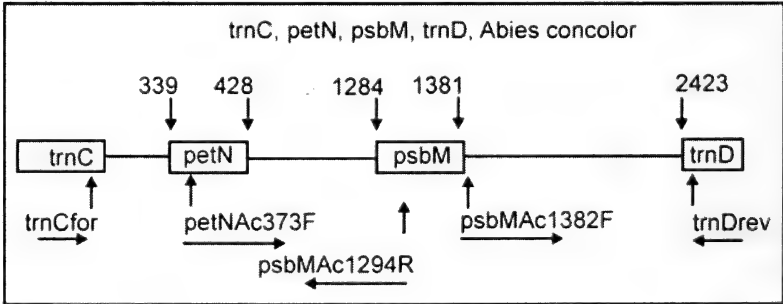 trnC, petN, psbM, trnD, Abies concolor
339 428 1284 1381 2423
trnC petN psbM trnD
trnCfor petNAc373F psbMAc1382F trnDrev
psbMAc1294R